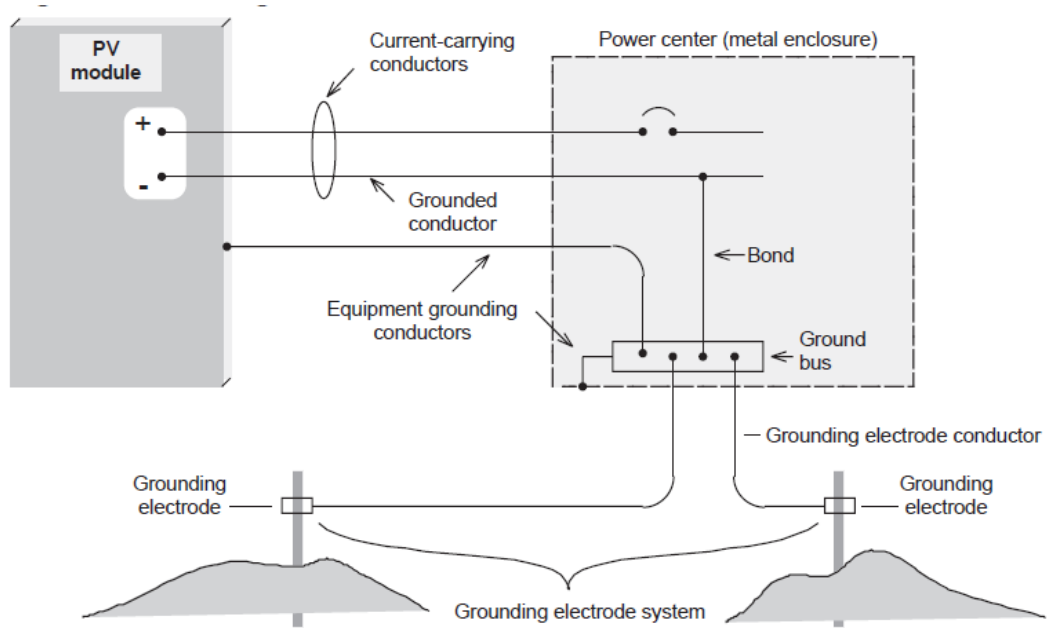 PV
module
+
-
Current-carrying
conductors
Power center (metal enclosure)
Grounded
conductor
Bond
Equipment grounding
conductors
Ground
bus
Grounding electrode conductor
Grounding
electrode
Grounding
electrode
Grounding electrode system